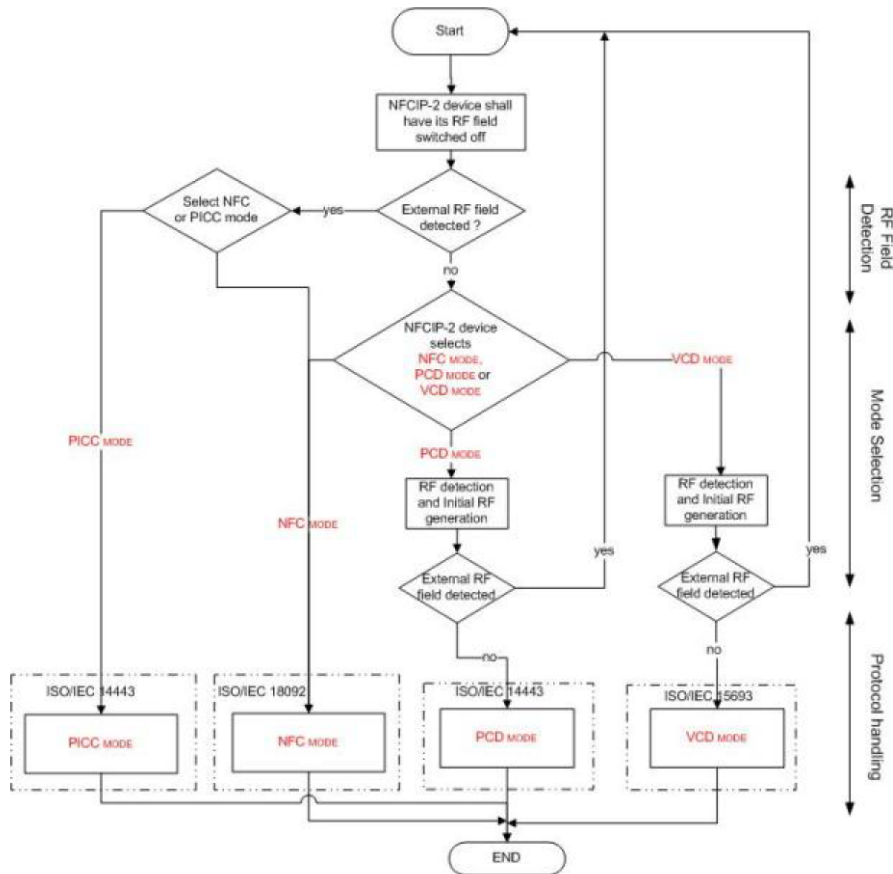 Start
NFCIP-2 device shall
have its RF field
switched off
Select NFC
or PICC mode
yes
External RF field
detected ?
no
RF Field
Detection
NFCIP-2 device
selects
NFC MODE,
PCD MODE or
VCD MODE
VCD MODE
PICC MODE
PCD MODE
Mode Selection
RF detection
and Initial RF
generation
RF detection
and Initial RF
generation
NFC MODE
yes
yes
External RF
field detected
External RF
field detected
no
no
Protocol handling
ISO/IEC 14443
ISO/IEC 18092
ISO/IEC 14443
ISO/IEC 15693
PICC MODE
NFC MODE
PCD MODE
VCD MODE
END